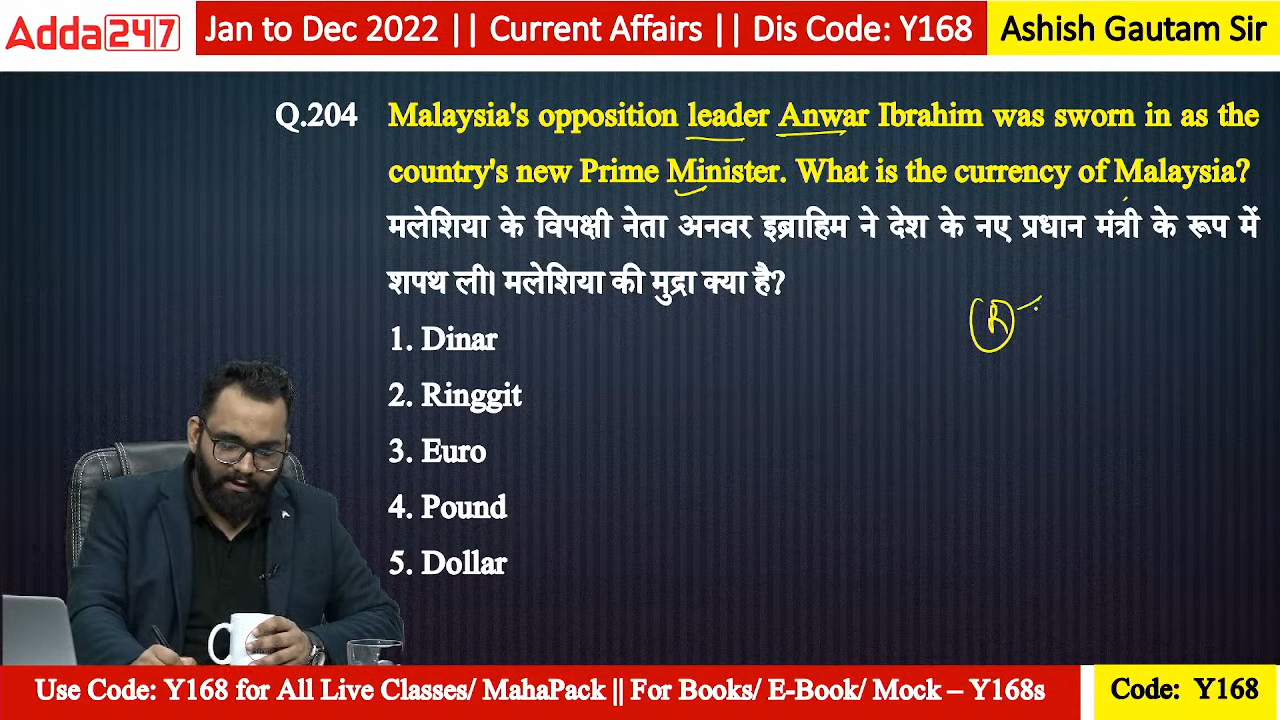 Adda247
Jan to Dec 2022 || Current Affairs || Dis Code: Y168
Ashish Gautam Sir
Q.204 Malaysia's opposition leader Anwar Ibrahim was sworn in as the
country's new Prime Minister. What is the currency of Malaysia?
मलेशिया के विपक्षी नेता अनवर इब्राहिम ने देश के नए प्रधान मंत्री के रूप में
शपथ ली। मलेशिया की मुद्रा क्या है?
R
1. Dinar
2. Ringgit
3. Euro
4. Pound
5. Dollar
Use Code: Y168 for All Live Classes/ MahaPack || For Books/ E-Book/ Mock – Y168s
Code: Y168